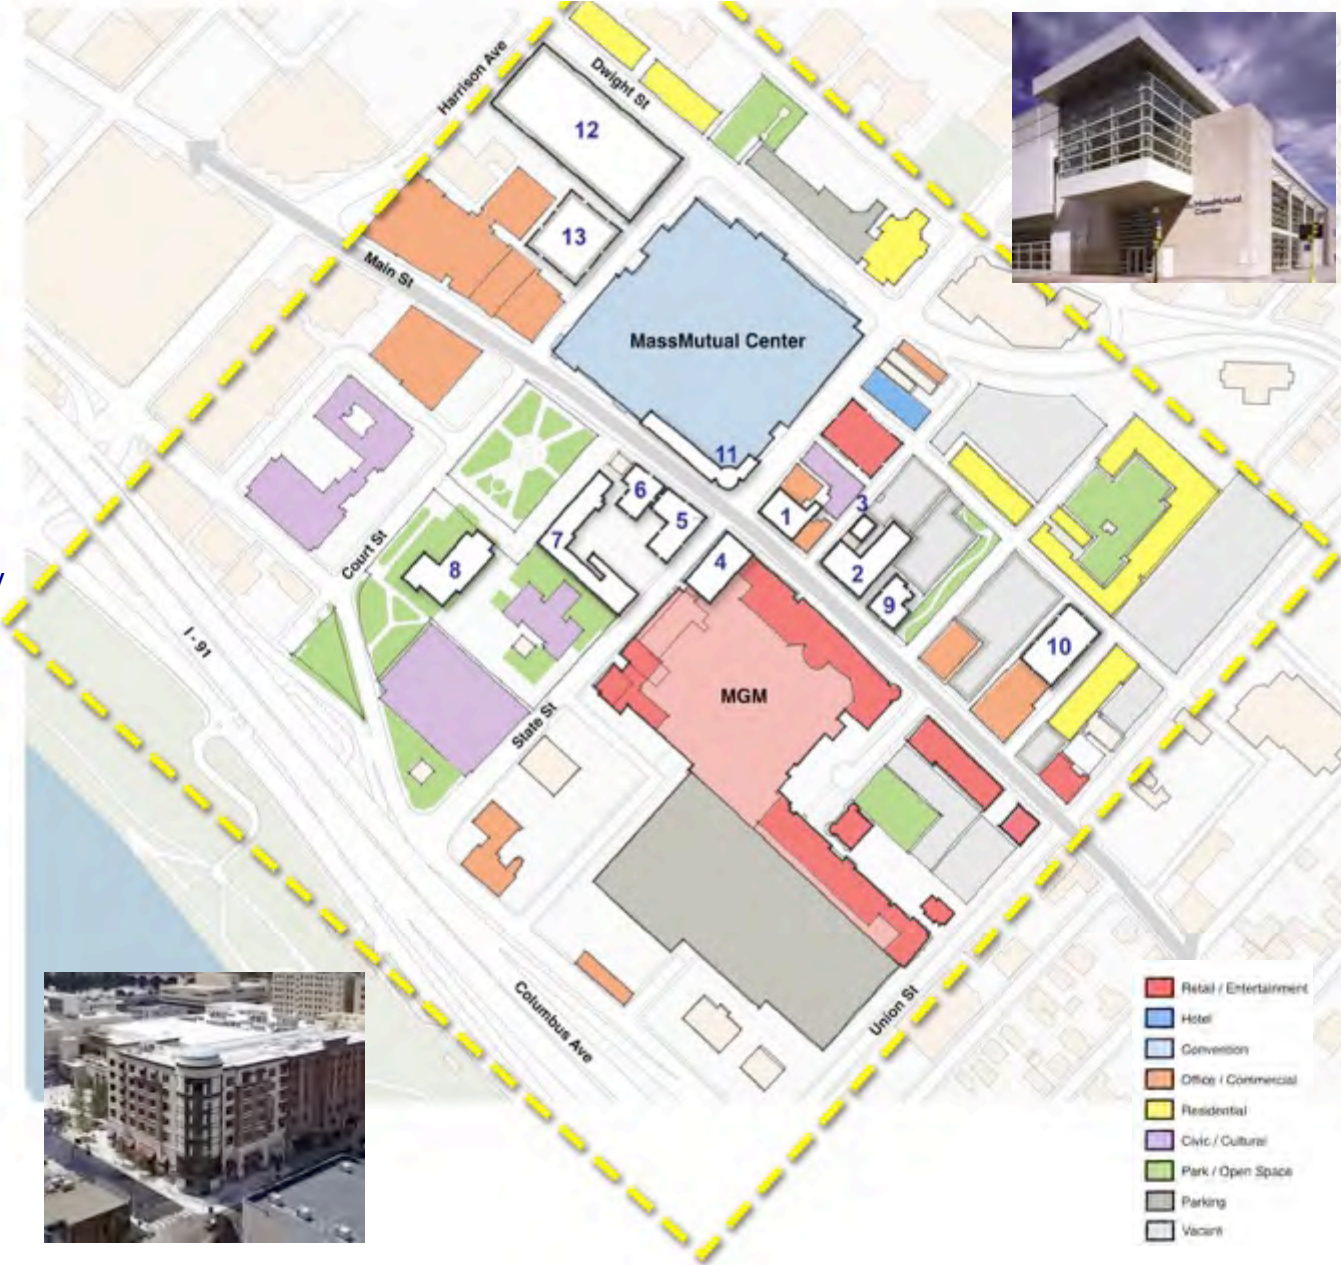 Harrison Ave
Dwight St
12
MassMutual
Center
13
Main St
MassMutual Center
11
6
3
1
5
7
4
Court St
8
2
9
I - 91
10
MGM
State St
Columbus Ave
Union St
Retail / Entertainment
Hotel
Convention
Office / Commercial
Residential
Civic / Cultural
Park / Open Space
Parking
Vacant
y